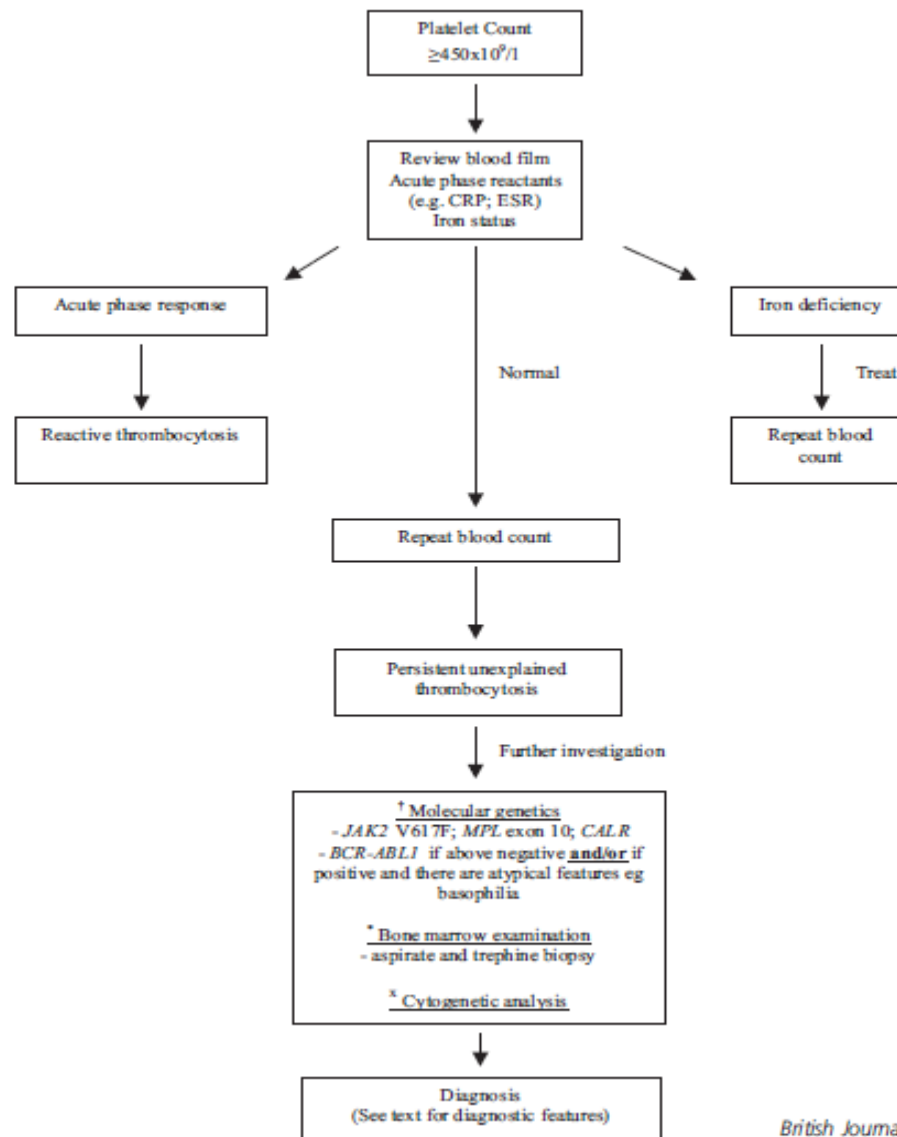 Platelet Count
≥450x10⁹/l
Review blood film
Acute phase reactants
(e.g. CRP; ESR)
Iron status
Acute phase response
Iron deficiency
Normal
Treat
Reactive thrombocytosis
Repeat blood
count
Repeat blood count
Persistent unexplained
thrombocytosis
Further investigation
† Molecular genetics
- JAK2 V617F; MPL exon 10; CALR
- BCR-ABL1 if above negative and/or if
positive and there are atypical features eg
basophilia
* Bone marrow examination
- aspirate and trephine biopsy
x Cytogenetic analysis
Diagnosis
(See text for diagnostic features)
British Journa